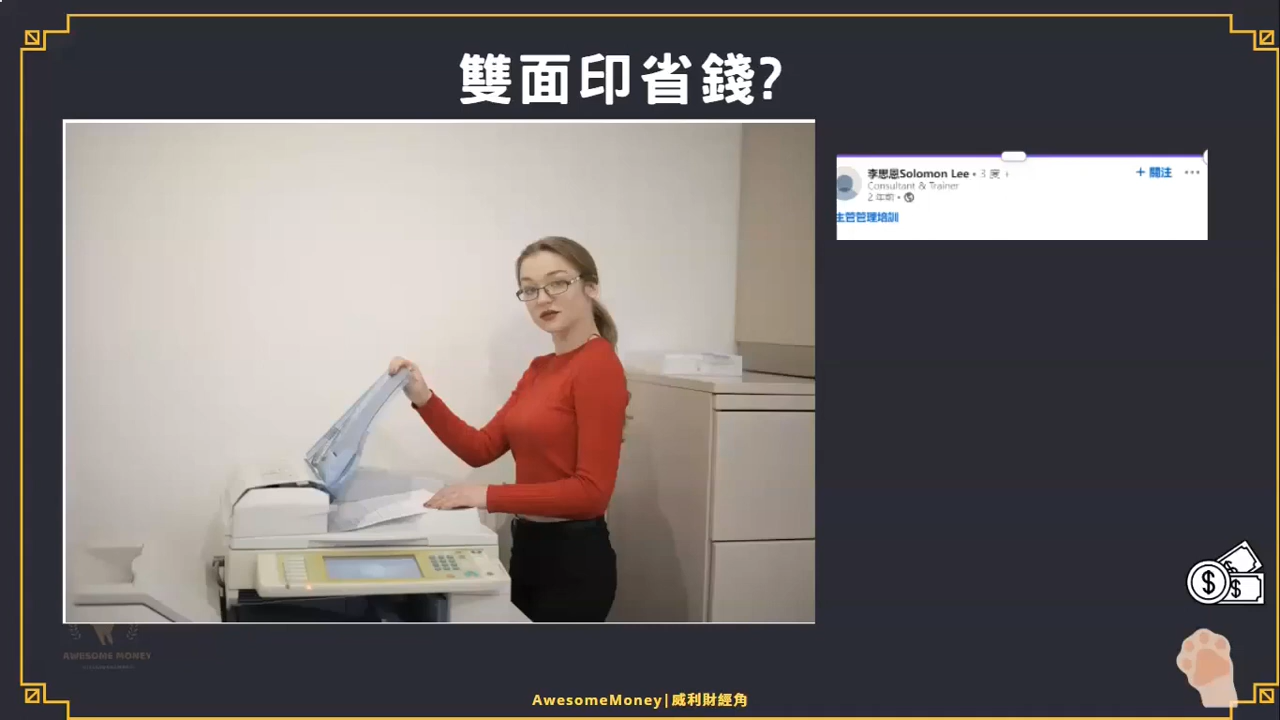 雙面印省錢?
李思恩Solomon Lee • 3 度
+ 關注 •••
Consultant & Trainer
2 年前 •
主管管理培訓
AWESOME MONEY
AwesomeMoney|威利財經角